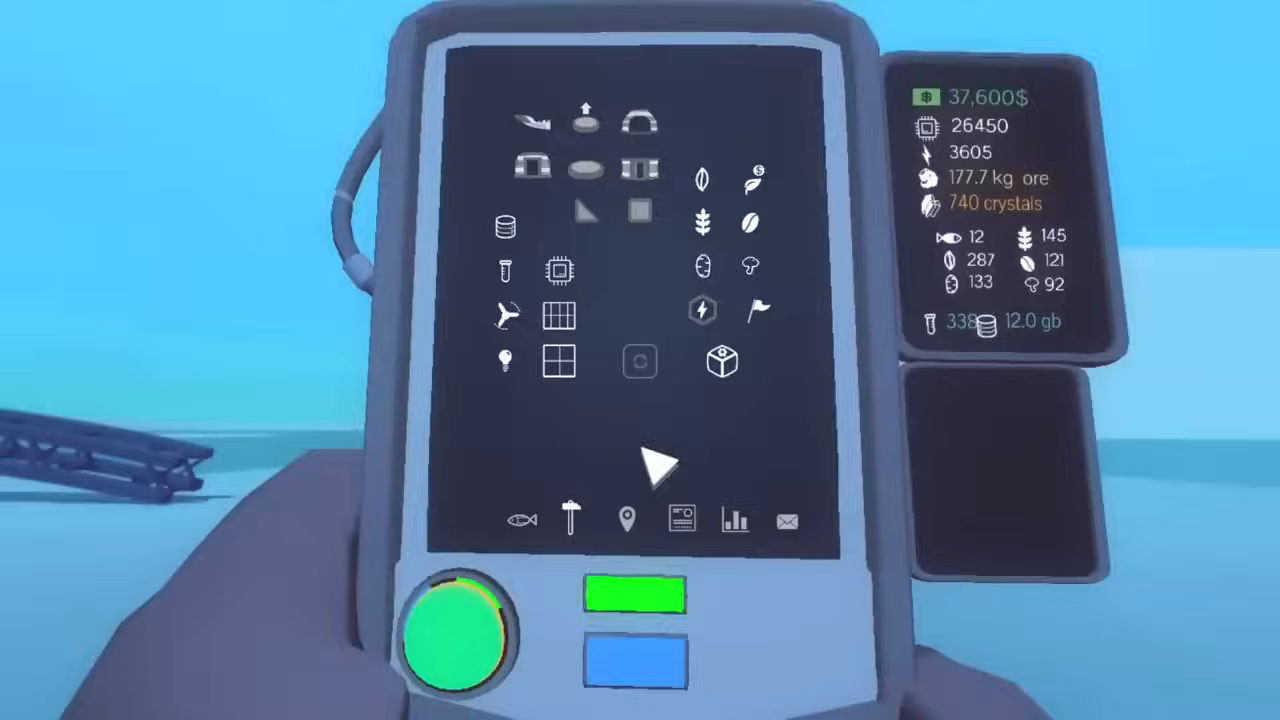 37,600$
26450
3605
177.7 kg ore
740 crystals
12 145
287 121
133 92
338 12.0 gb